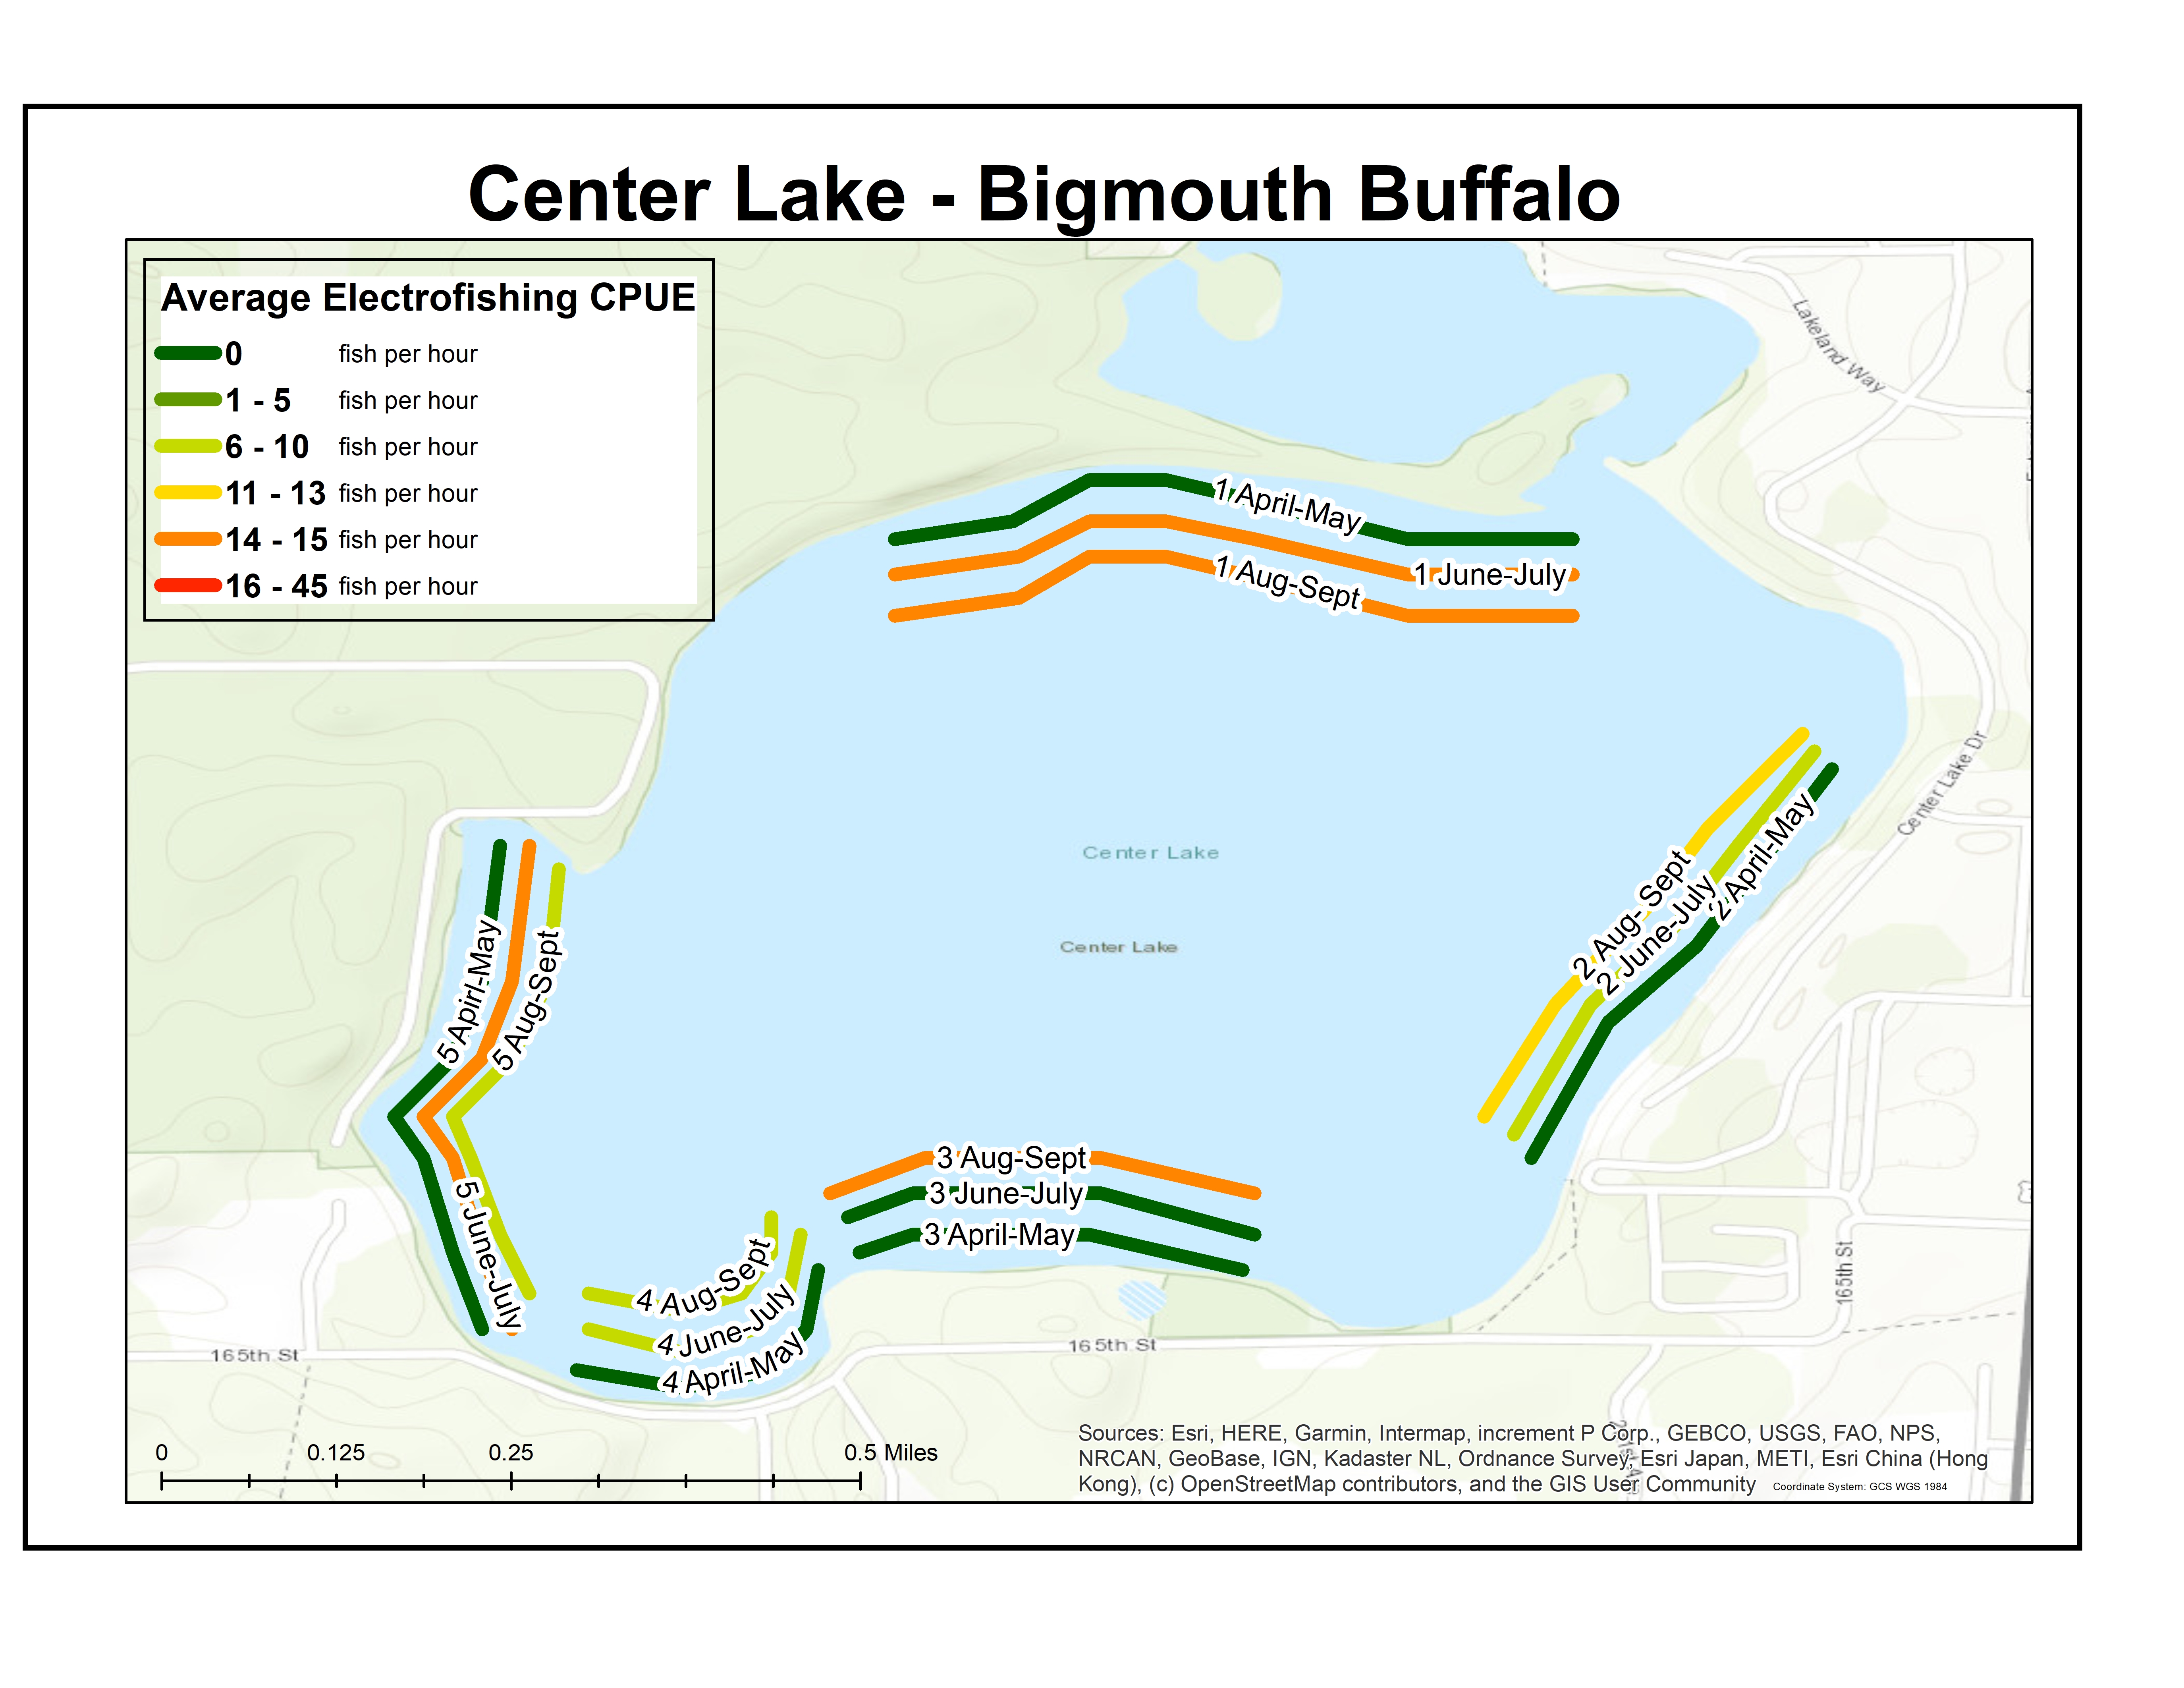 Center Lake - Bigmouth Buffalo
Average Electrofishing CPUE
0 fish per hour
1 - 5 fish per hour
6 - 10 fish per hour
11 - 13 fish per hour
14 - 15 fish per hour
16 - 45 fish per hour
Lakeland Way
1 April-May
1 June-July
1 Aug-Sept
Center Lake Dr
2 April-May
2 Aug- Sept
2 June-July
Center Lake
Center Lake
5 Apirl-May
5 Aug-Sept
5 June-July
3 Aug-Sept
3 June-July
3 April-May
4 Aug-Sept
4 June-July
4 April-May
165th St
165th St
165th St
0 0.125 0.25 0.5 Miles
Sources: Esri, HERE, Garmin, Intermap, increment P Corp., GEBCO, USGS, FAO, NPS,
NRCAN, GeoBase, IGN, Kadaster NL, Ordnance Survey, Esri Japan, METI, Esri China (Hong
Kong), (c) OpenStreetMap contributors, and the GIS User Community
Coordinate System: GCS WGS 1984